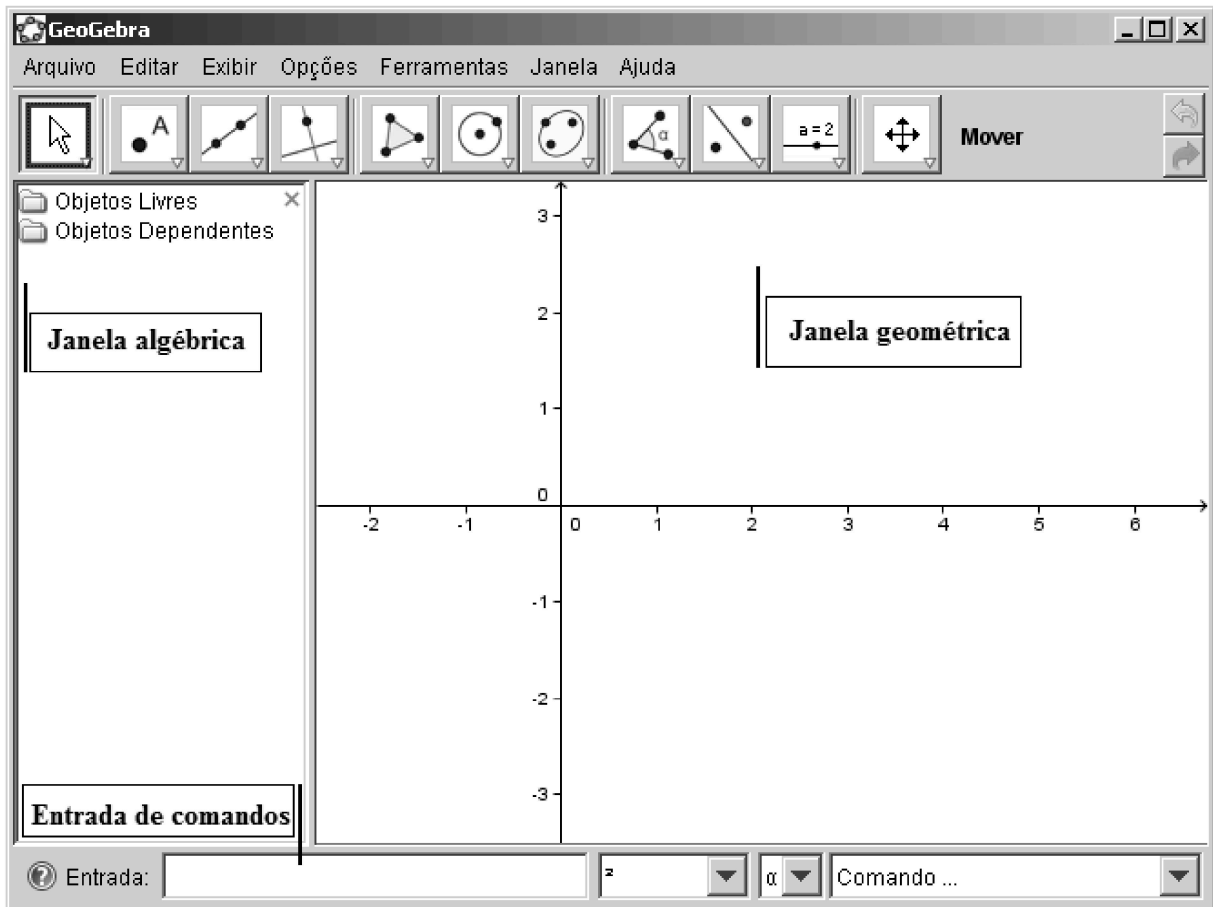 GeoGebra
Arquivo Editar Exibir Opções Ferramentas Janela Ajuda
A
α
a = 2
Mover
Objetos Livres
Objetos Dependentes
Janela algébrica
Janela geométrica
3
2
1
0
-2 -1 0 1 2 3 4 5 6
-1
-2
-3
Entrada de comandos
Entrada: ² α Comando ...